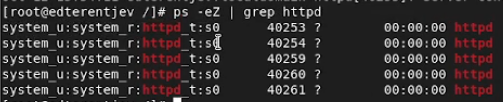 [root@edterentjev /]# ps -eZ | grep httpd
system_u:system_r:httpd_t:s0 40253 ? 00:00:00 httpd
system_u:system_r:httpd_t:s0 40254 ? 00:00:00 httpd
system_u:system_r:httpd_t:s0 40259 ? 00:00:00 httpd
system_u:system_r:httpd_t:s0 40260 ? 00:00:00 httpd
system_u:system_r:httpd_t:s0 40261 ? 00:00:00 httpd